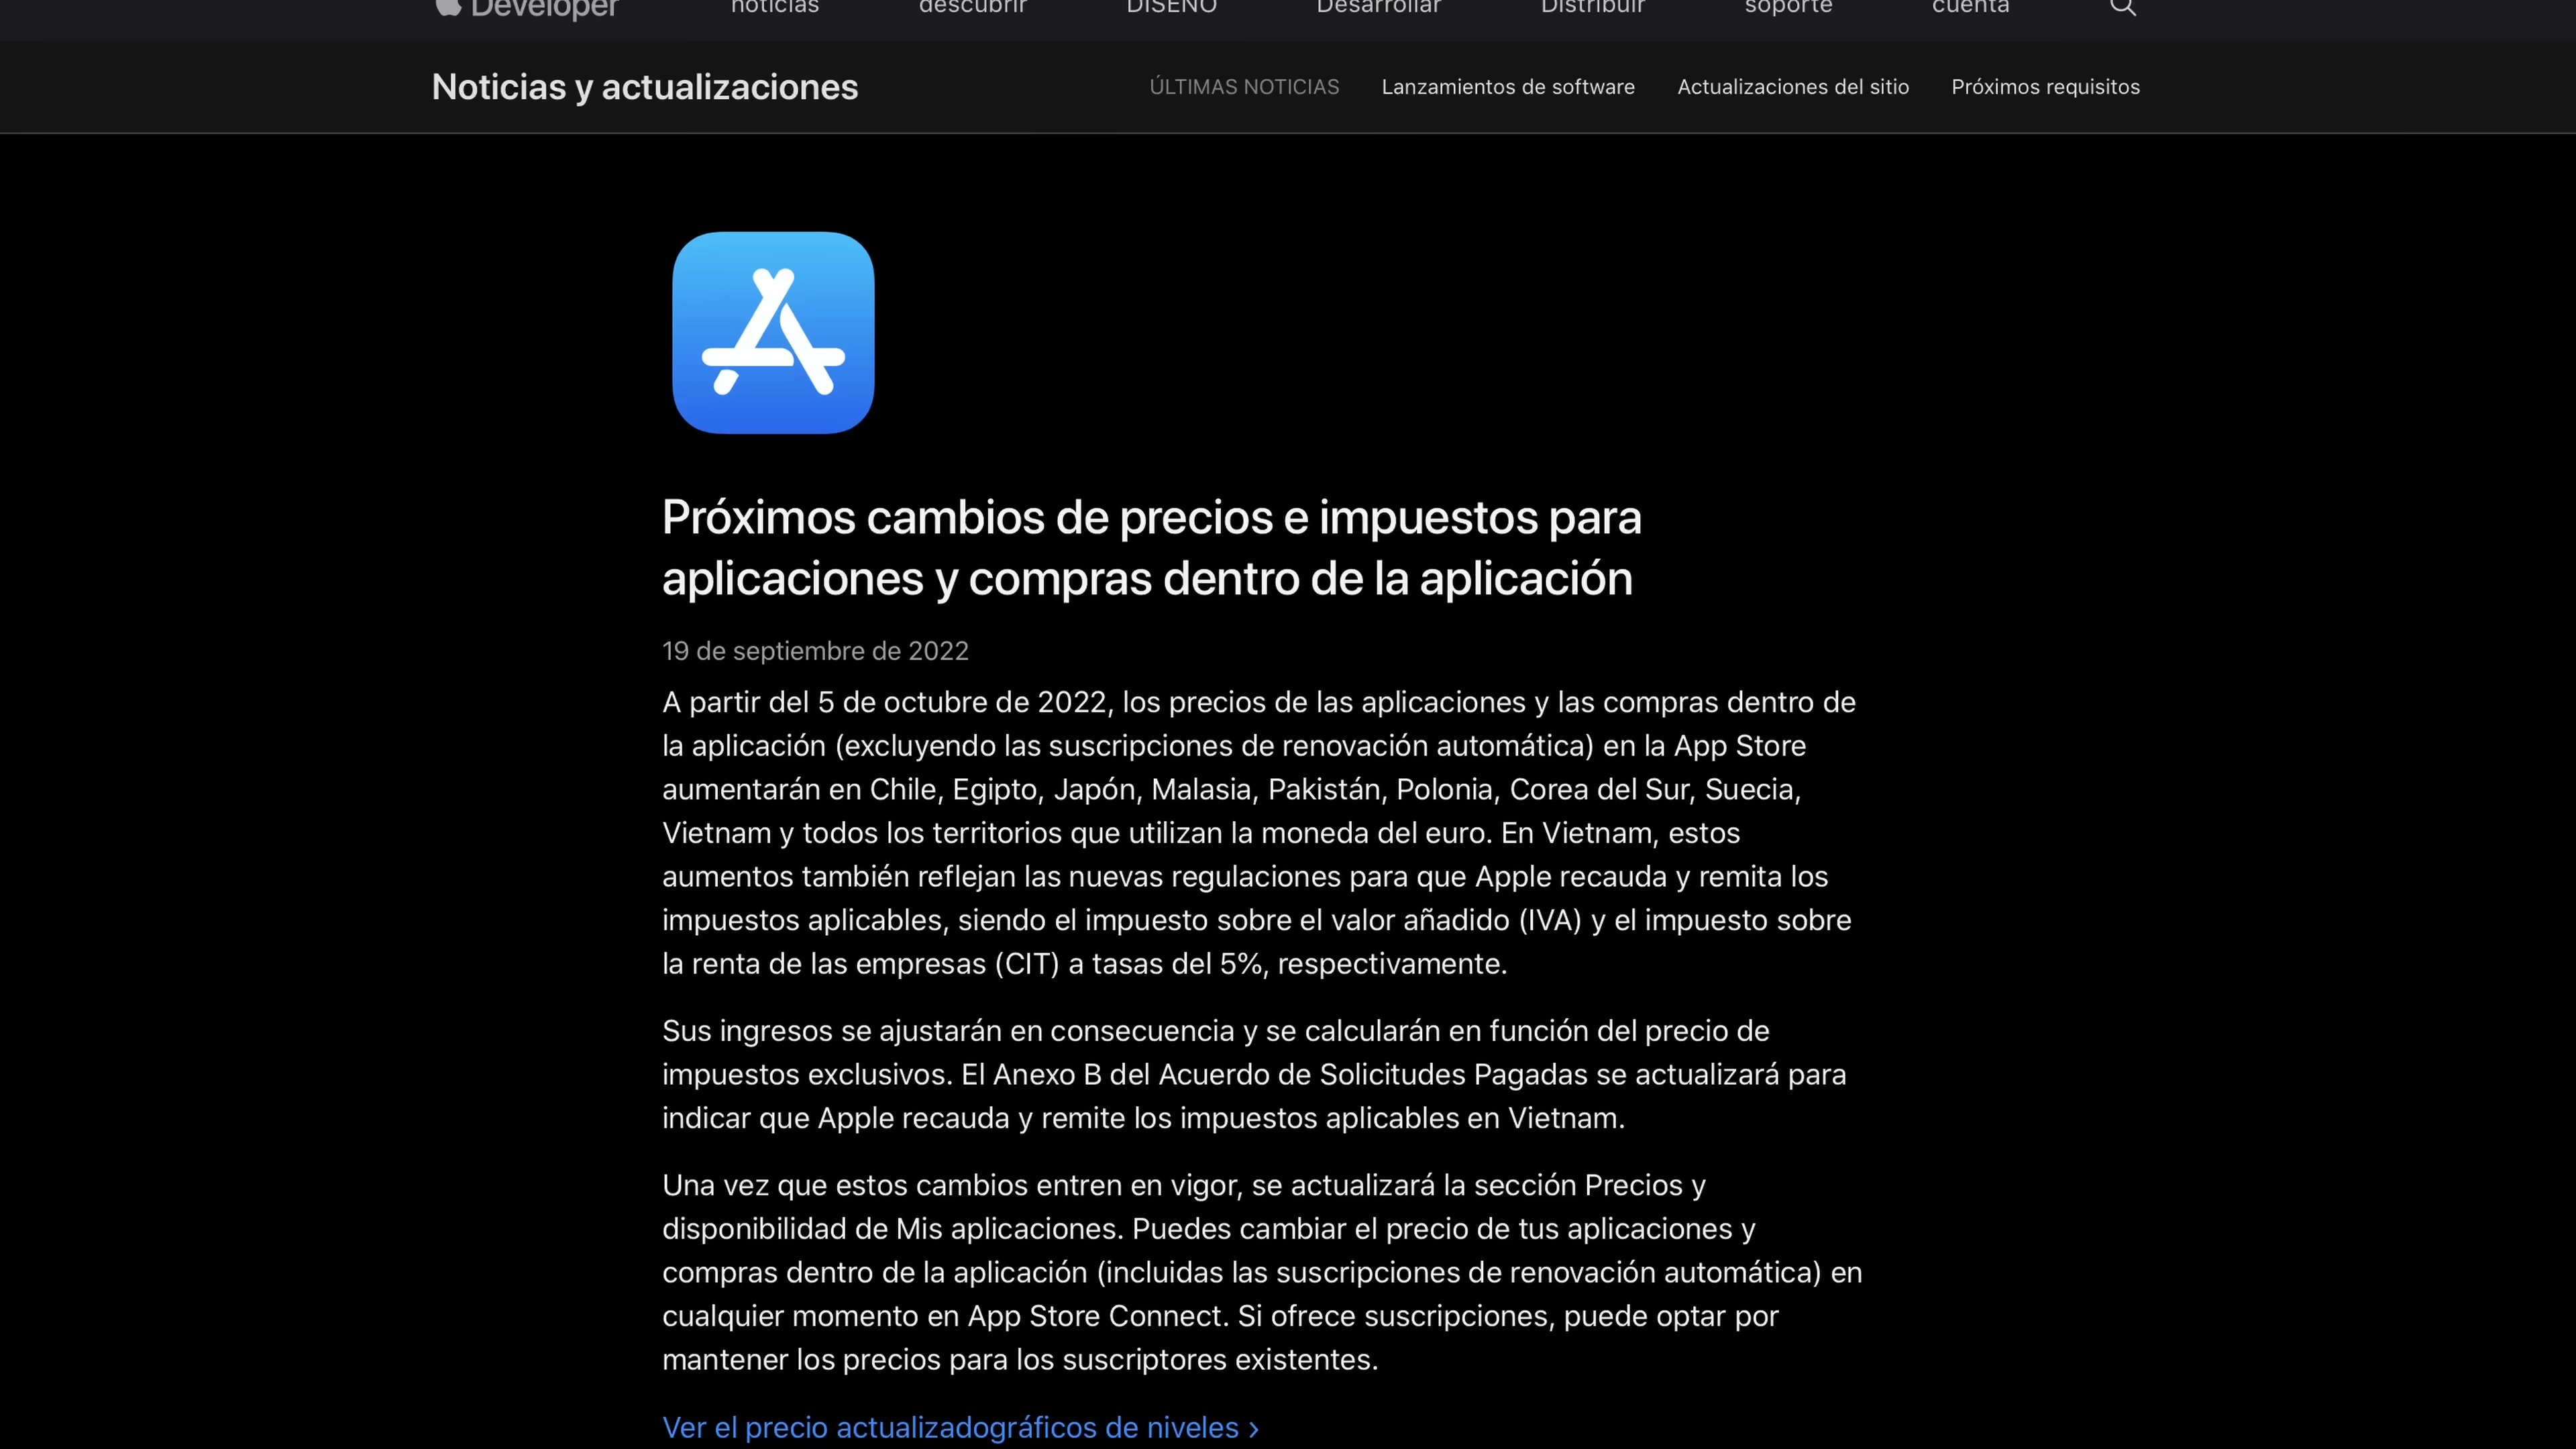 Developer noticias descubrir DISEÑO Desarrollar Distribuir soporte cuenta
Noticias y actualizaciones ÚLTIMAS NOTICIAS Lanzamientos de software Actualizaciones del sitio Próximos requisitos
Próximos cambios de precios e impuestos para
aplicaciones y compras dentro de la aplicación
19 de septiembre de 2022
A partir del 5 de octubre de 2022, los precios de las aplicaciones y las compras dentro de
la aplicación (excluyendo las suscripciones de renovación automática) en la App Store
aumentarán en Chile, Egipto, Japón, Malasia, Pakistán, Polonia, Corea del Sur, Suecia,
Vietnam y todos los territorios que utilizan la moneda del euro. En Vietnam, estos
aumentos también reflejan las nuevas regulaciones para que Apple recauda y remita los
impuestos aplicables, siendo el impuesto sobre el valor añadido (IVA) y el impuesto sobre
la renta de las empresas (CIT) a tasas del 5%, respectivamente.
Sus ingresos se ajustarán en consecuencia y se calcularán en función del precio de
impuestos exclusivos. El Anexo B del Acuerdo de Solicitudes Pagadas se actualizará para
indicar que Apple recauda y remite los impuestos aplicables en Vietnam.
Una vez que estos cambios entren en vigor, se actualizará la sección Precios y
disponibilidad de Mis aplicaciones. Puedes cambiar el precio de tus aplicaciones y
compras dentro de la aplicación (incluidas las suscripciones de renovación automática) en
cualquier momento en App Store Connect. Si ofrece suscripciones, puede optar por
mantener los precios para los suscriptores existentes.
Ver el precio actualizadográficos de niveles ›